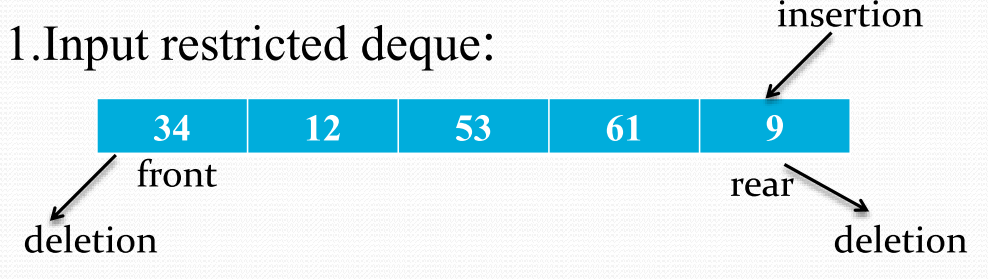 insertion
1.Input restricted deque:
34 12 53 61 9
front rear
deletion deletion